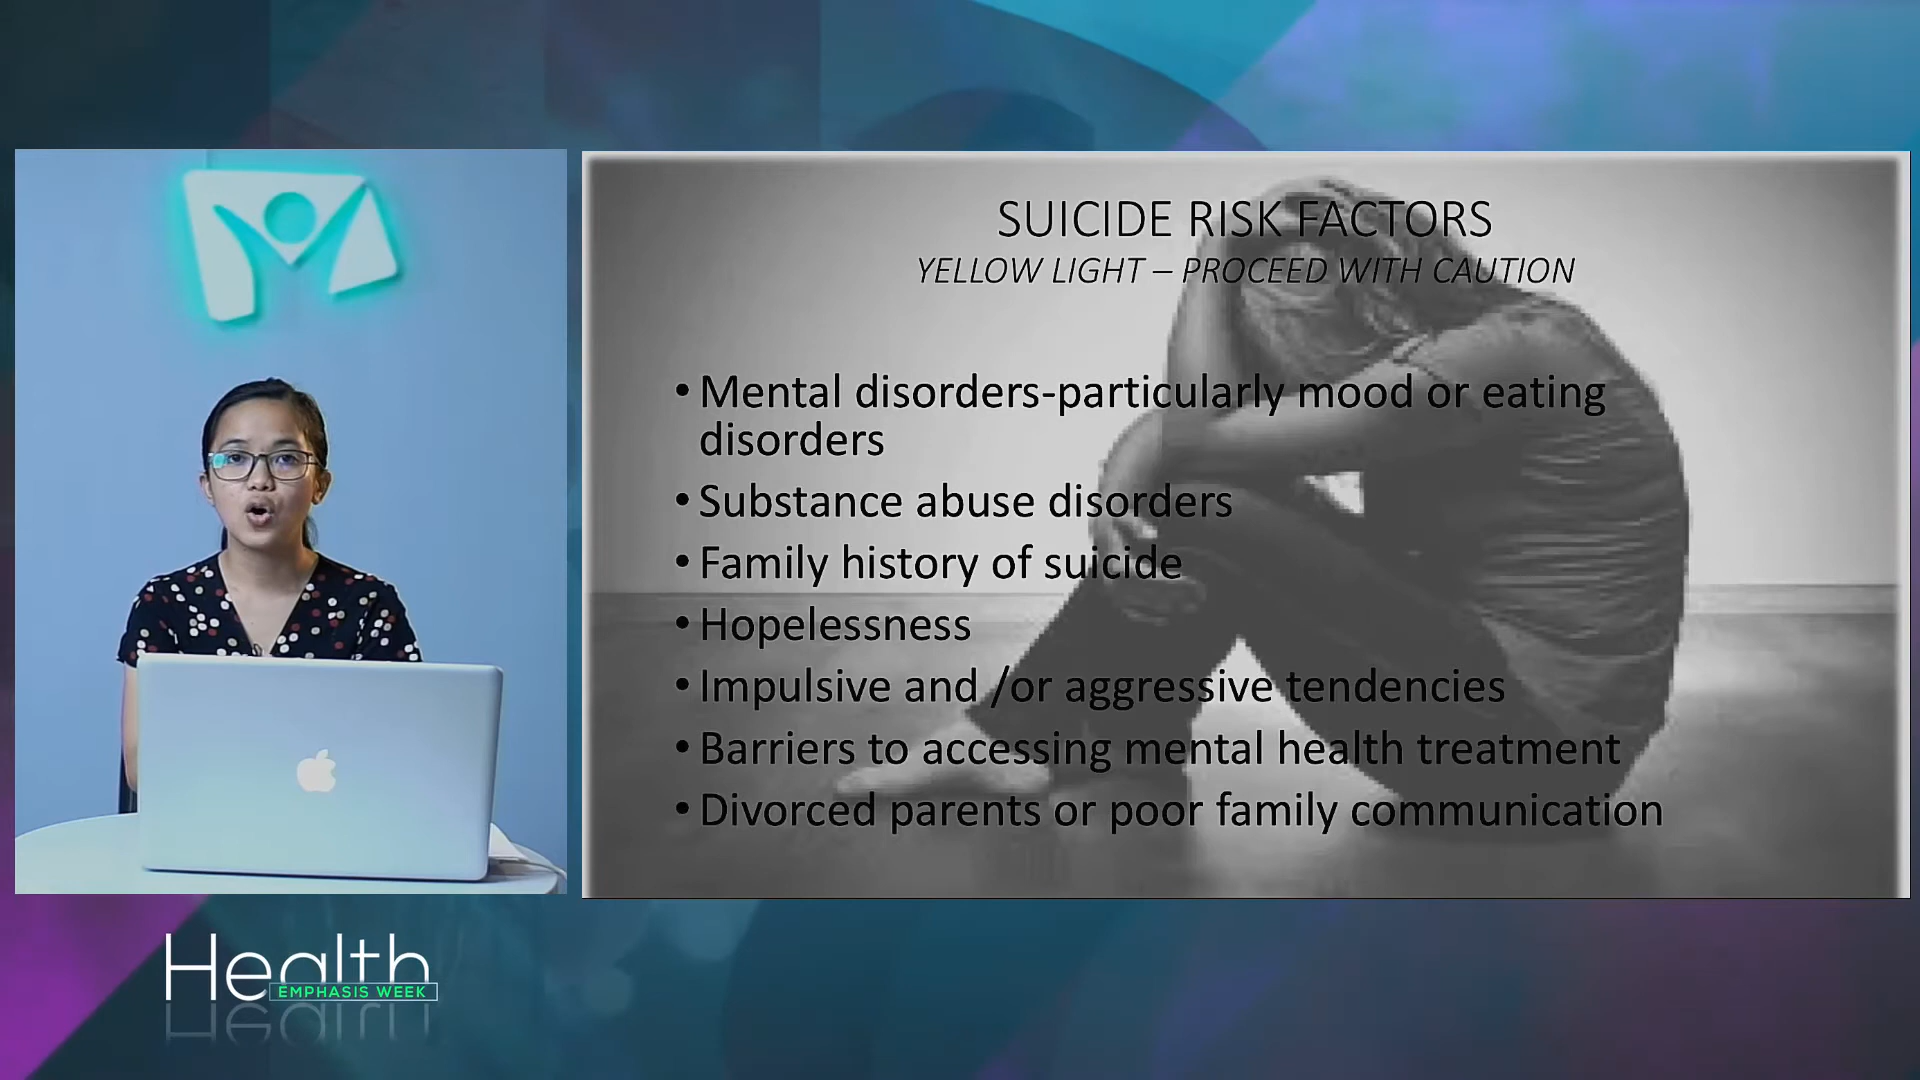 SUICIDE RISK FACTORS
YELLOW LIGHT – PROCEED WITH CAUTION
• Mental disorders-particularly mood or eating
disorders
• Substance abuse disorders
• Family history of suicide
• Hopelessness
• Impulsive and /or aggressive tendencies
• Barriers to accessing mental health treatment
• Divorced parents or poor family communication
Health
EMPHASIS WEEK